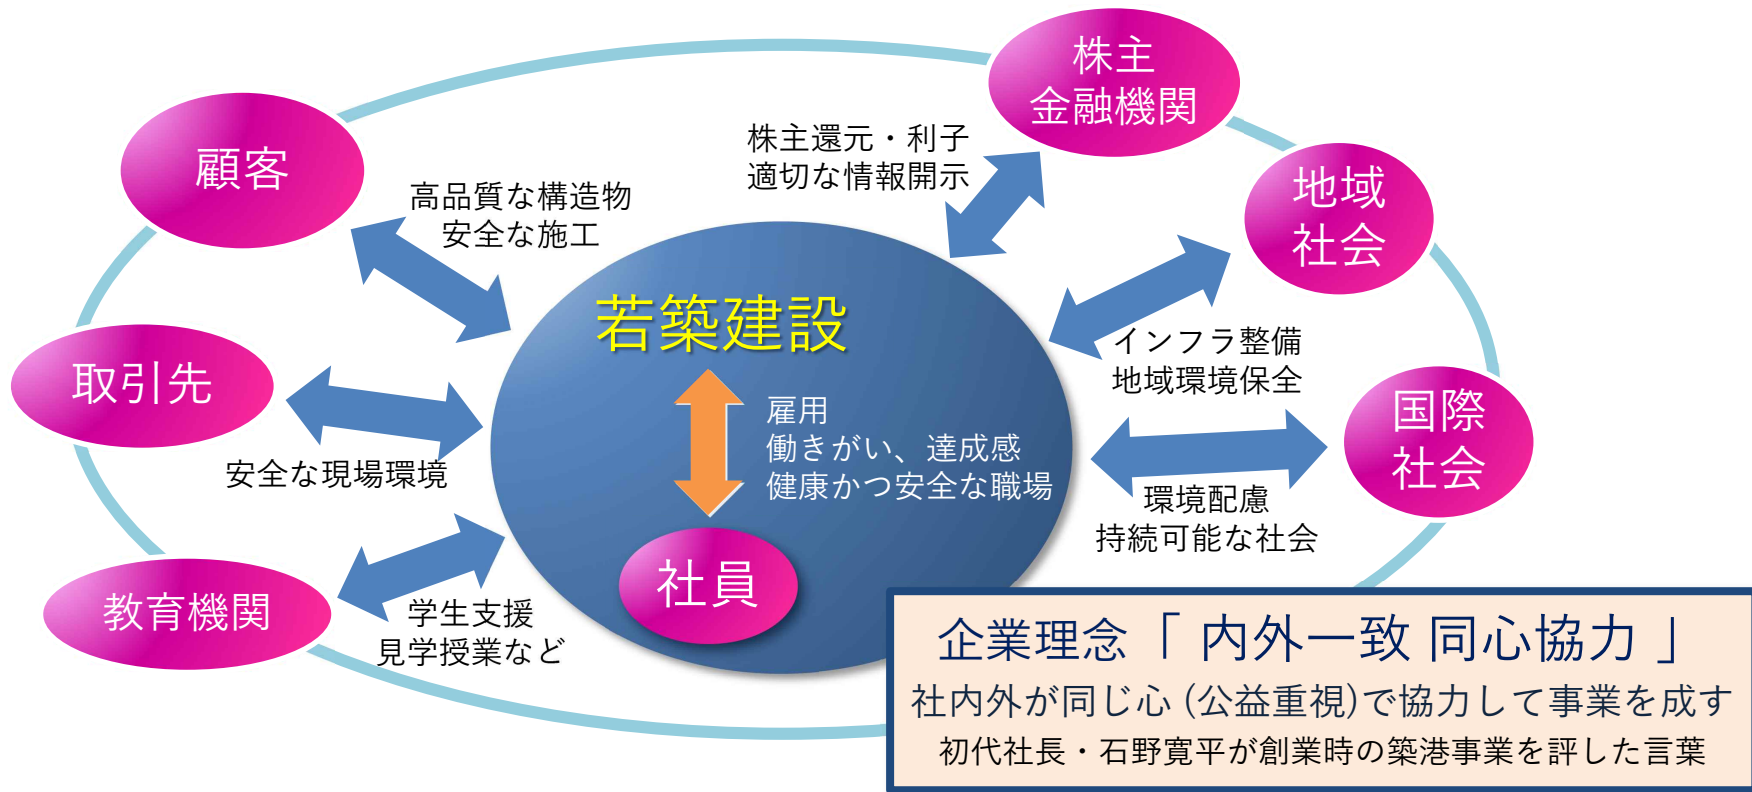 株主
金融機関
顧客
株主還元・利子
適切な情報開示
地域
社会
高品質な構造物
安全な施工
若築建設
インフラ整備
地域環境保全
取引先
雇用
働きがい、達成感
健康かつ安全な職場
国際
社会
安全な現場環境
環境配慮
持続可能な社会
社員
教育機関
学生支援
見学授業など
企業理念「 内外一致 同心協力 」
社内外が同じ心 (公益重視)で協力して事業を成す
初代社長・石野寛平が創業時の築港事業を評した言葉